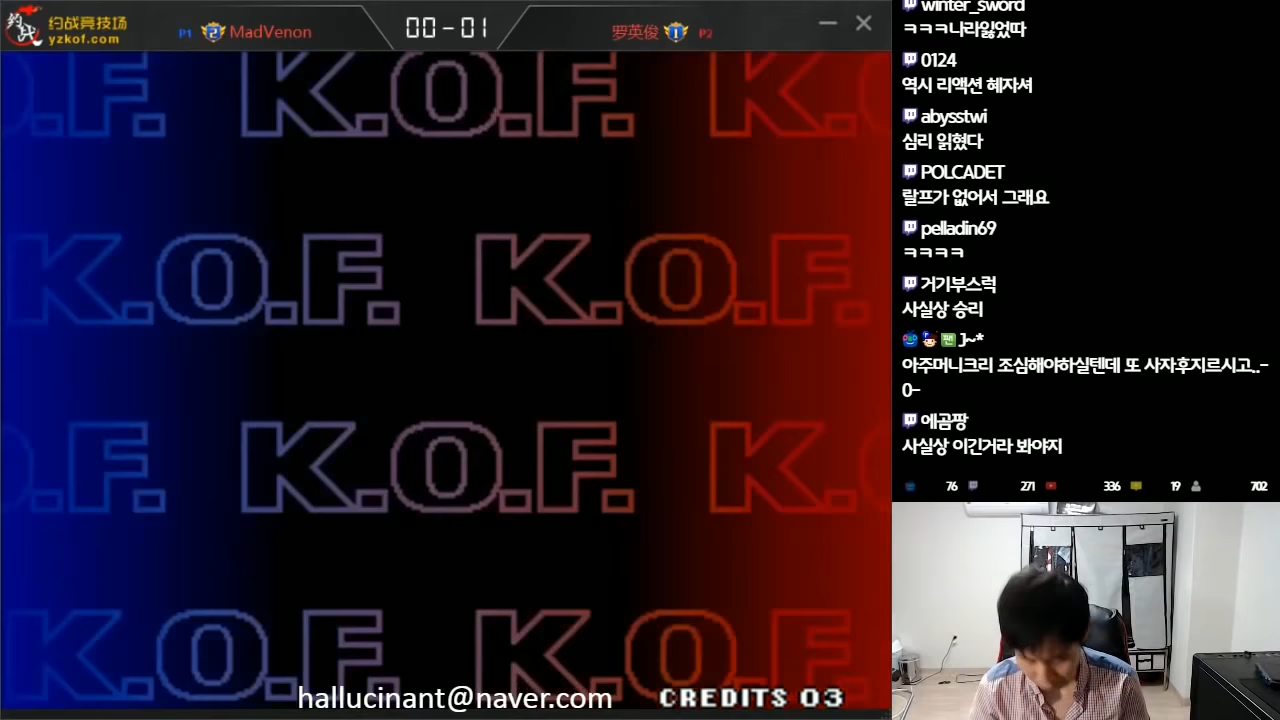 约战竞技场
yzkof.com
P1 2 MadVenon
00-01
罗英俊 1 P2
.F. K.O.F. K.
K.O.F. K.O.F.
O.F. K.O.F. K.
K.O.F. K.O.F.
hallucinant@naver.com
CREDITS 03
winter_sword
ㅋㅋㅋ나라잃었따
0124
역시 리액션 혜자셔
abysstwi
심리 읽혔다
POLCADET
랄프가 없어서 그래요
pelladin69
ㅋㅋㅋㅋ
거기부스럭
사실상 승리
팬 ]~*
아주머니크리 조심해야하실텐데 또 사자후지르시고..-
0-
에곰팡
사실상 이긴거라 봐야지
76 271 336 19 702